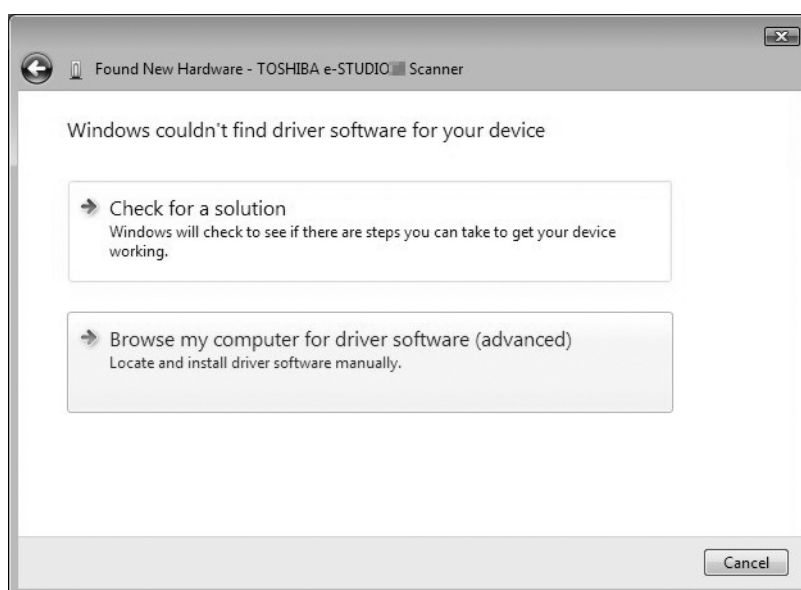 Found New Hardware - TOSHIBA e-STUDIO Scanner
Windows couldn't find driver software for your device
Check for a solution
Windows will check to see if there are steps you can take to get your device
working.
Browse my computer for driver software (advanced)
Locate and install driver software manually.
Cancel